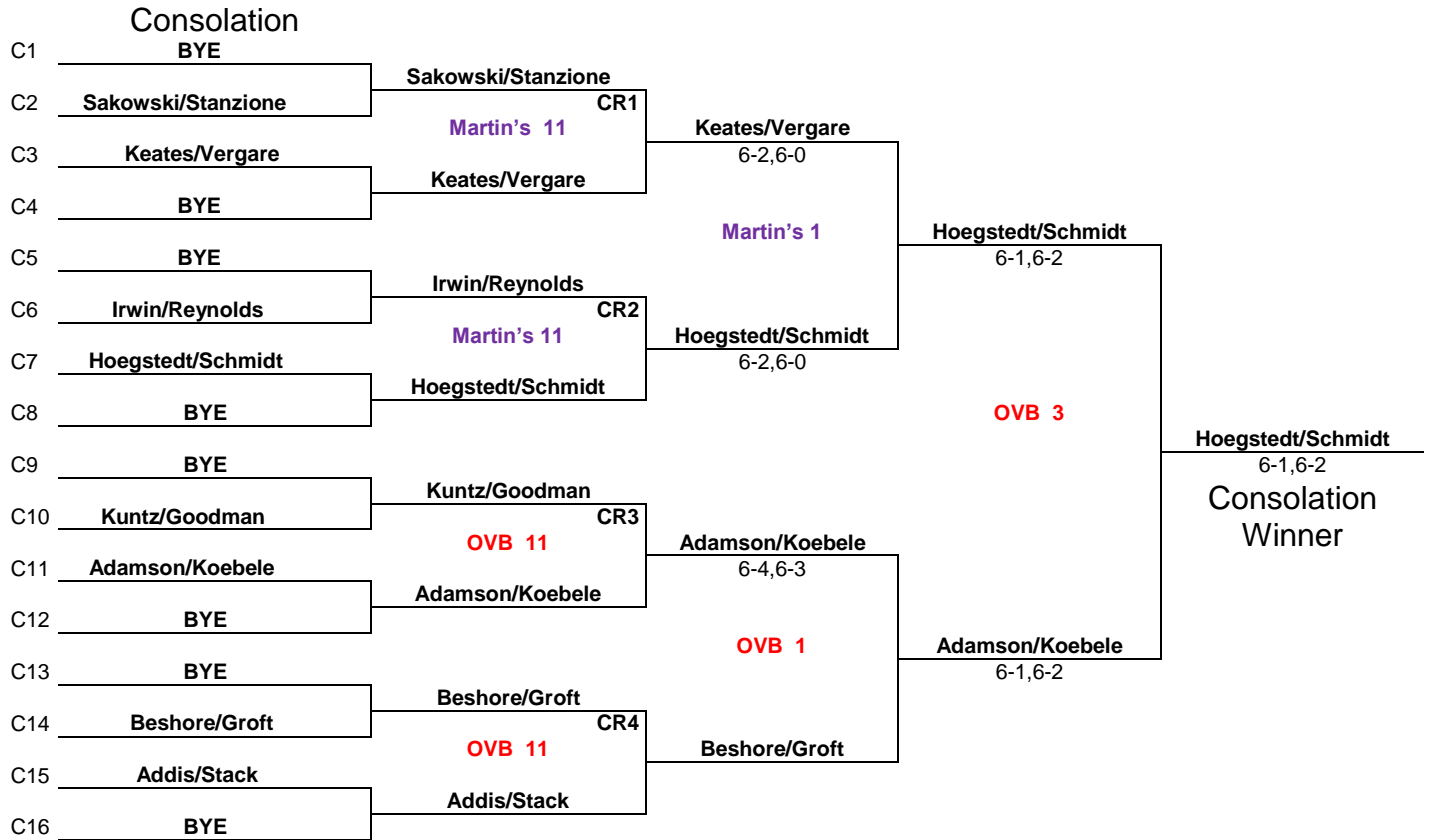 Consolation
C1 BYE
Sakowski/Stanzione
C2 Sakowski/Stanzione
CR1
Martin's 11
Keates/Vergare
C3 Keates/Vergare
6-2,6-0
Keates/Vergare
C4 BYE
Martin's 1
Hoegstedt/Schmidt
C5 BYE
6-1,6-2
Irwin/Reynolds
C6 Irwin/Reynolds
CR2
Martin's 11
Hoegstedt/Schmidt
C7 Hoegstedt/Schmidt
6-2,6-0
Hoegstedt/Schmidt
C8 BYE
OVB 3
Hoegstedt/Schmidt
C9 BYE
6-1,6-2
Consolation
Winner
Kuntz/Goodman
C10 Kuntz/Goodman
CR3
OVB 11
Adamson/Koebele
C11 Adamson/Koebele
6-4,6-3
Adamson/Koebele
C12 BYE
OVB 1
Adamson/Koebele
C13 BYE
6-1,6-2
Beshore/Groft
C14 Beshore/Groft
CR4
OVB 11
Beshore/Groft
C15 Addis/Stack
Addis/Stack
C16 BYE